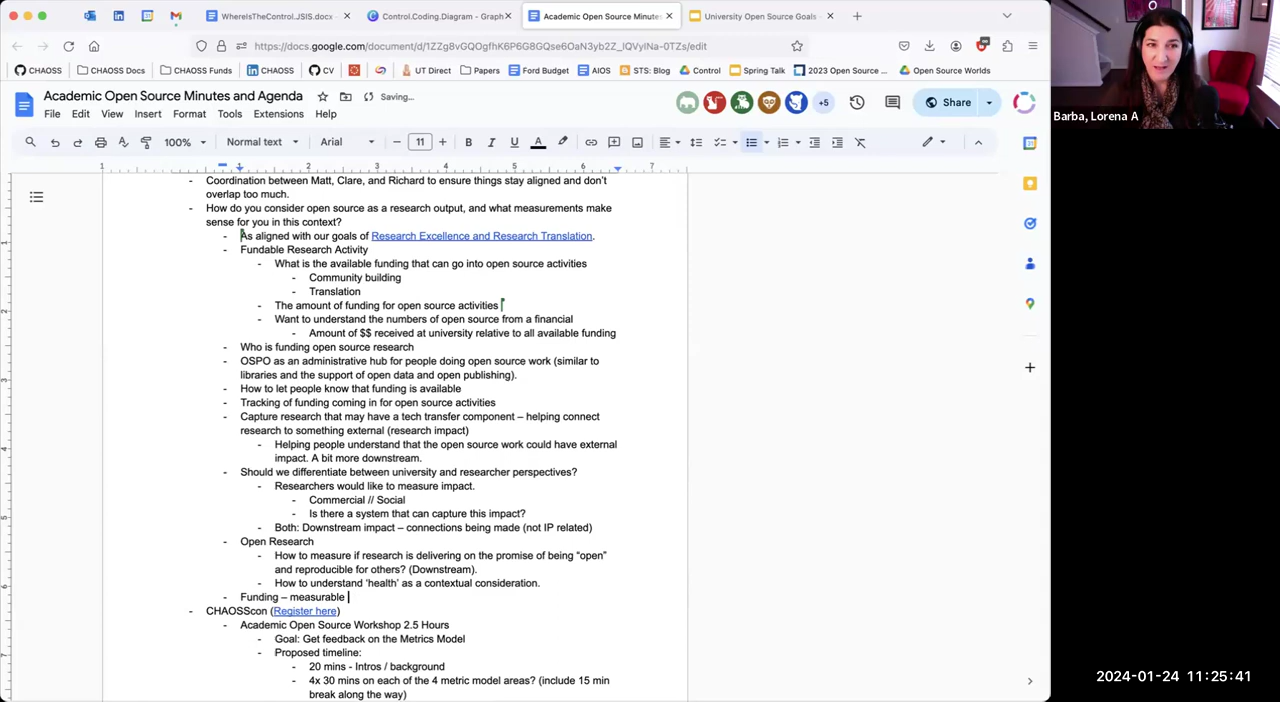 WhereIsTheControl.JSIS.docx
Control.Coding.Diagram - Graph
Academic Open Source Minutes
University Open Source Goals -
https://docs.google.com/document/d/1ZZg8vGQOgfhK6P6G8GQse6OaN3yb2Z_lQVylNa-0TZs/edit
CHAOSS
CHAOSS Docs
CHAOSS Funds
CHAOSS
CV
UT Direct
Papers
Ford Budget
AIOS
STS: Blog
Control
Spring Talk
2023 Open Source ...
Open Source Worlds
Academic Open Source Minutes and Agenda
Saving...
File Edit View Insert Format Tools Extensions Help
+5
Share
100%
Normal text
Arial
11
B I U A
1 1 2 3 4 5 6 7
- Coordination between Matt, Clare, and Richard to ensure things stay aligned and don't
overlap too much.
- How do you consider open source as a research output, and what measurements make
sense for you in this context?
- As aligned with our goals of Research Excellence and Research Translation.
- Fundable Research Activity
- What is the available funding that can go into open source activities
- Community building
- Translation
- The amount of funding for open source activities
- Want to understand the numbers of open source from a financial
- Amount of $$ received at university relative to all available funding
- Who is funding open source research
- OSPO as an administrative hub for people doing open source work (similar to
libraries and the support of open data and open publishing).
- How to let people know that funding is available
- Tracking of funding coming in for open source activities
- Capture research that may have a tech transfer component – helping connect
research to something external (research impact)
- Helping people understand that the open source work could have external
impact. A bit more downstream.
- Should we differentiate between university and researcher perspectives?
- Researchers would like to measure impact.
- Commercial // Social
- Is there a system that can capture this impact?
- Both: Downstream impact – connections being made (not IP related)
- Open Research
- How to measure if research is delivering on the promise of being “open”
and reproducible for others? (Downstream).
- How to understand ‘health’ as a contextual consideration.
- Funding – measurable
- CHAOSScon (Register here)
- Academic Open Source Workshop 2.5 Hours
- Goal: Get feedback on the Metrics Model
- Proposed timeline:
- 20 mins - Intros / background
- 4x 30 mins on each of the 4 metric model areas? (include 15 min
break along the way)
Barba, Lorena A
2024-01-24 11:25:41